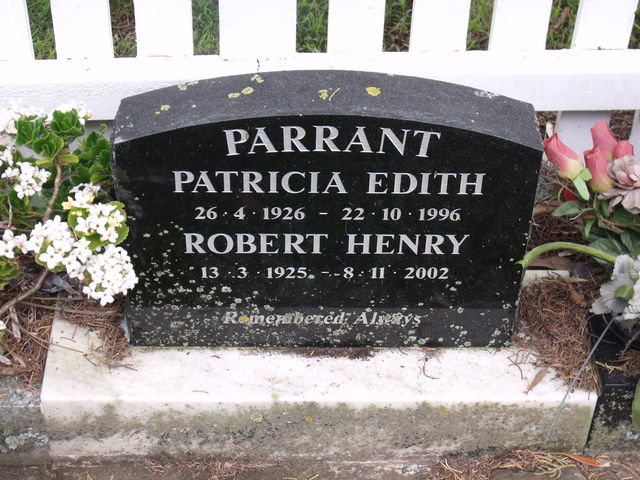 PARRANT
PATRICIA EDITH
26 · 4 · 1926 - 22 · 10 · 1996
ROBERT HENRY
13 · 3 · 1925 - 8 · 11 · 2002
Remembered Always